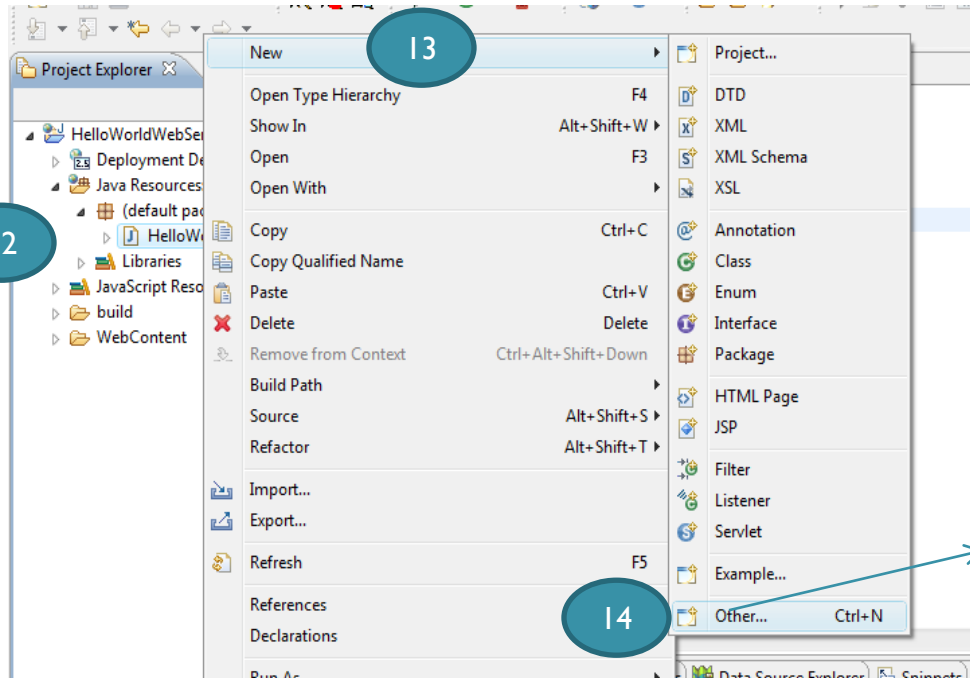 Project Explorer
HelloWorldWebSer
Deployment De
Java Resources
(default pac
HelloWo
Libraries
JavaScript Reso
build
WebContent
2
13
14
New
Open Type Hierarchy F4
Show In Alt+Shift+W
Open F3
Open With
Copy Ctrl+C
Copy Qualified Name
Paste Ctrl+V
Delete Delete
Remove from Context Ctrl+Alt+Shift+Down
Build Path
Source Alt+Shift+S
Refactor Alt+Shift+T
Import...
Export...
Refresh F5
References
Declarations
Run As
Project...
DTD
XML
XML Schema
XSL
Annotation
Class
Enum
Interface
Package
HTML Page
JSP
Filter
Listener
Servlet
Example...
Other... Ctrl+N
Data Source Explorer Snippets